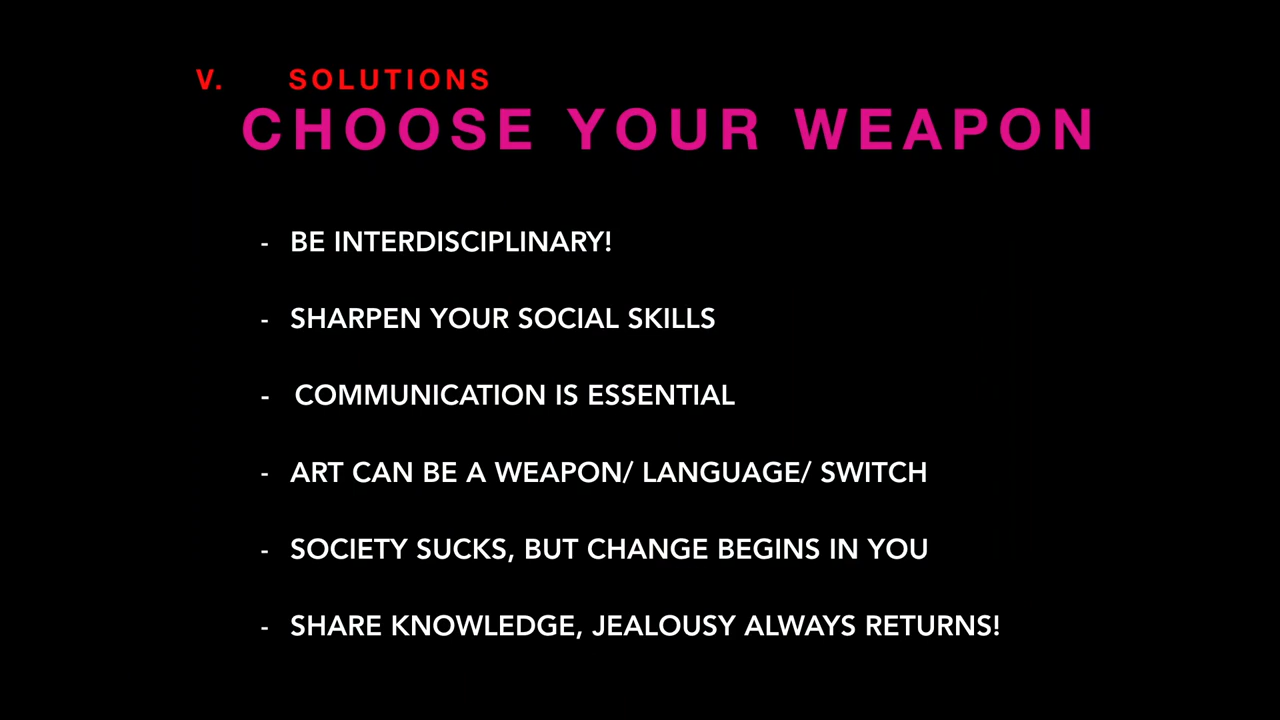 V. SOLUTIONS
CHOOSE YOUR WEAPON
- BE INTERDISCIPLINARY!
- SHARPEN YOUR SOCIAL SKILLS
- COMMUNICATION IS ESSENTIAL
- ART CAN BE A WEAPON/ LANGUAGE/ SWITCH
- SOCIETY SUCKS, BUT CHANGE BEGINS IN YOU
- SHARE KNOWLEDGE, JEALOUSY ALWAYS RETURNS!